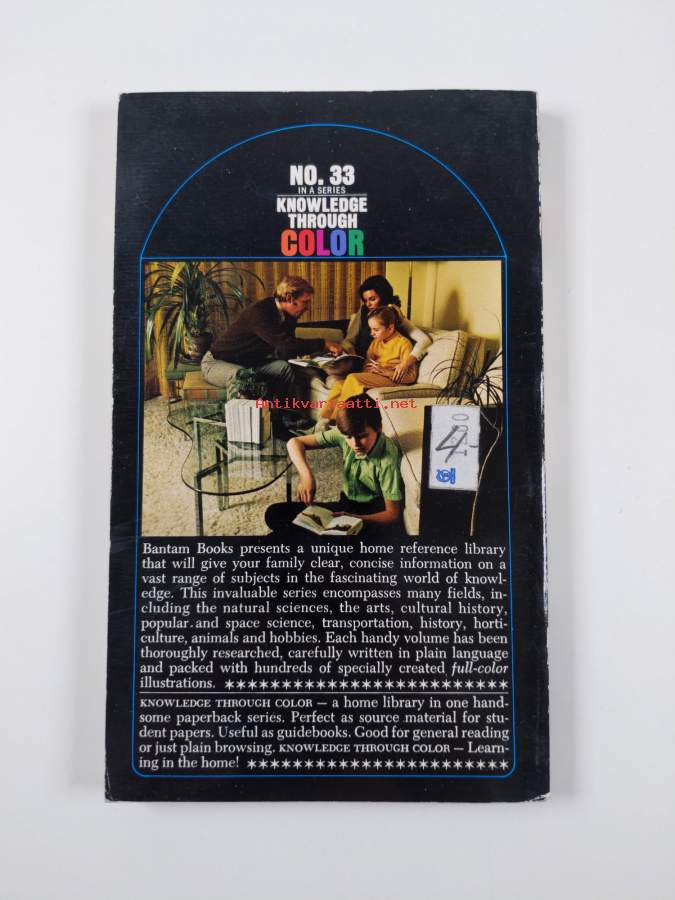 NO. 33
IN A SERIES
KNOWLEDGE
THROUGH
COLOR
Antikvariaatti.net
4
Bantam Books presents a unique home reference library
that will give your family clear, concise information on a
vast range of subjects in the fascinating world of knowl-
edge. This invaluable series encompasses many fields, in-
cluding the natural sciences, the arts, cultural history,
popular and space science, transportation, history, horti-
culture, animals and hobbies. Each handy volume has been
thoroughly researched, carefully written in plain language
and packed with hundreds of specially created full-color
illustrations. ************************
KNOWLEDGE THROUGH COLOR — a home library in one hand-
some paperback series. Perfect as source material for stu-
dent papers. Useful as guidebooks. Good for general reading
or just plain browsing. KNOWLEDGE THROUGH COLOR — Learn-
ing in the home! **********************